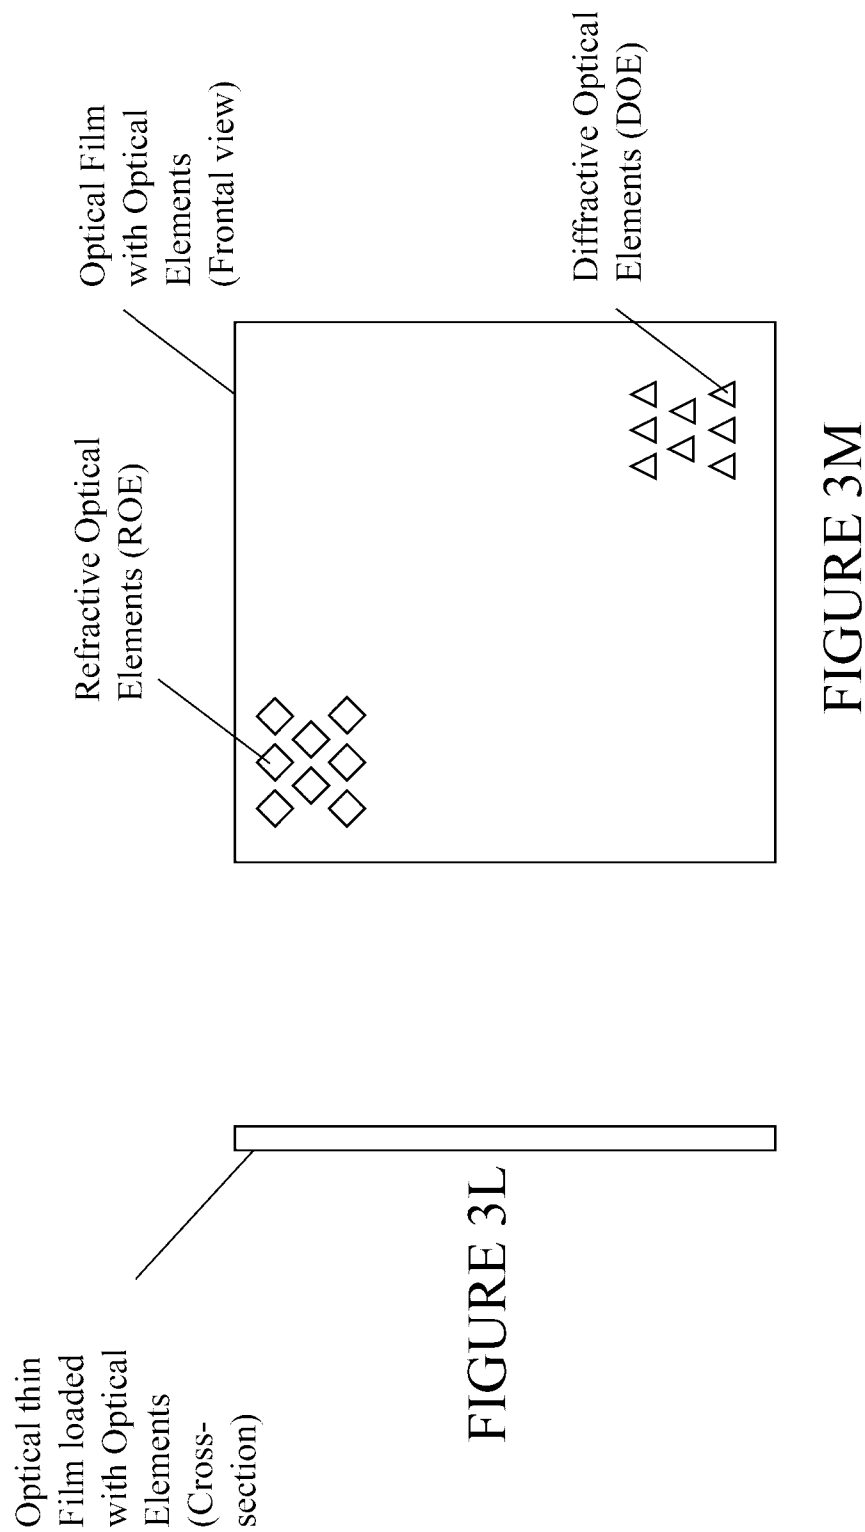 Optical thin
Film loaded
with Optical
Elements
(Cross-
section)
FIGURE 3L
Refractive Optical
Elements (ROE)
Optical Film
with Optical
Elements
(Frontal view)
Diffractive Optical
Elements (DOE)
FIGURE 3M